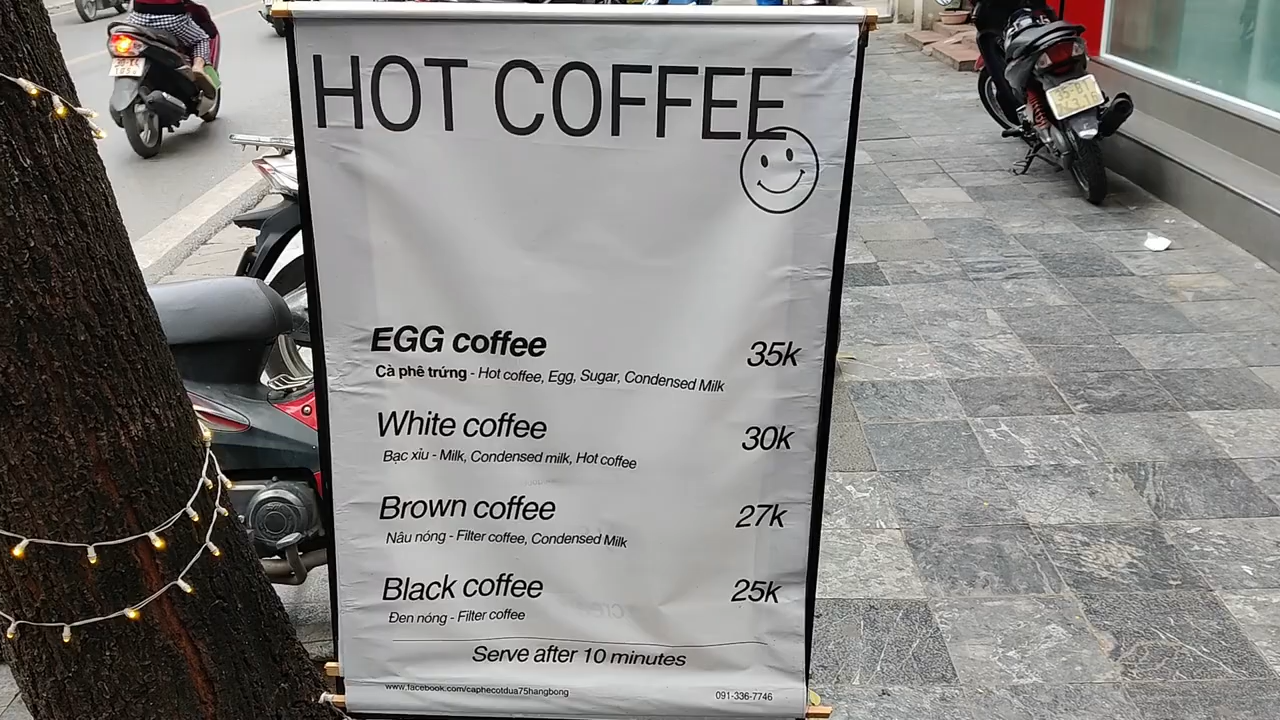 HOT COFFEE
EGG coffee 35k
Cà phê trứng - Hot coffee, Egg, Sugar, Condensed Milk
White coffee 30k
Bạc xỉu - Milk, Condensed milk, Hot coffee
Brown coffee 27k
Nâu nóng - Filter coffee, Condensed Milk
Black coffee 25k
Đen nóng - Filter coffee
Serve after 10 minutes
www.facebook.com/caphecotdua75hangbong 091-336-7746